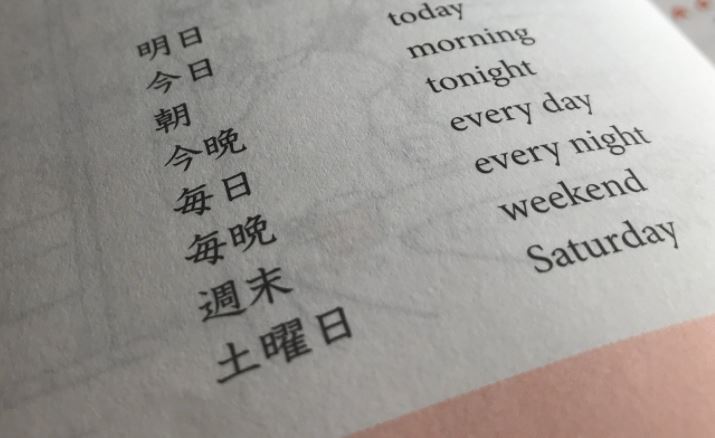 明日
今日 today
朝 morning
今晩 tonight
毎日 every day
毎晩 every night
週末 weekend
土曜日 Saturday